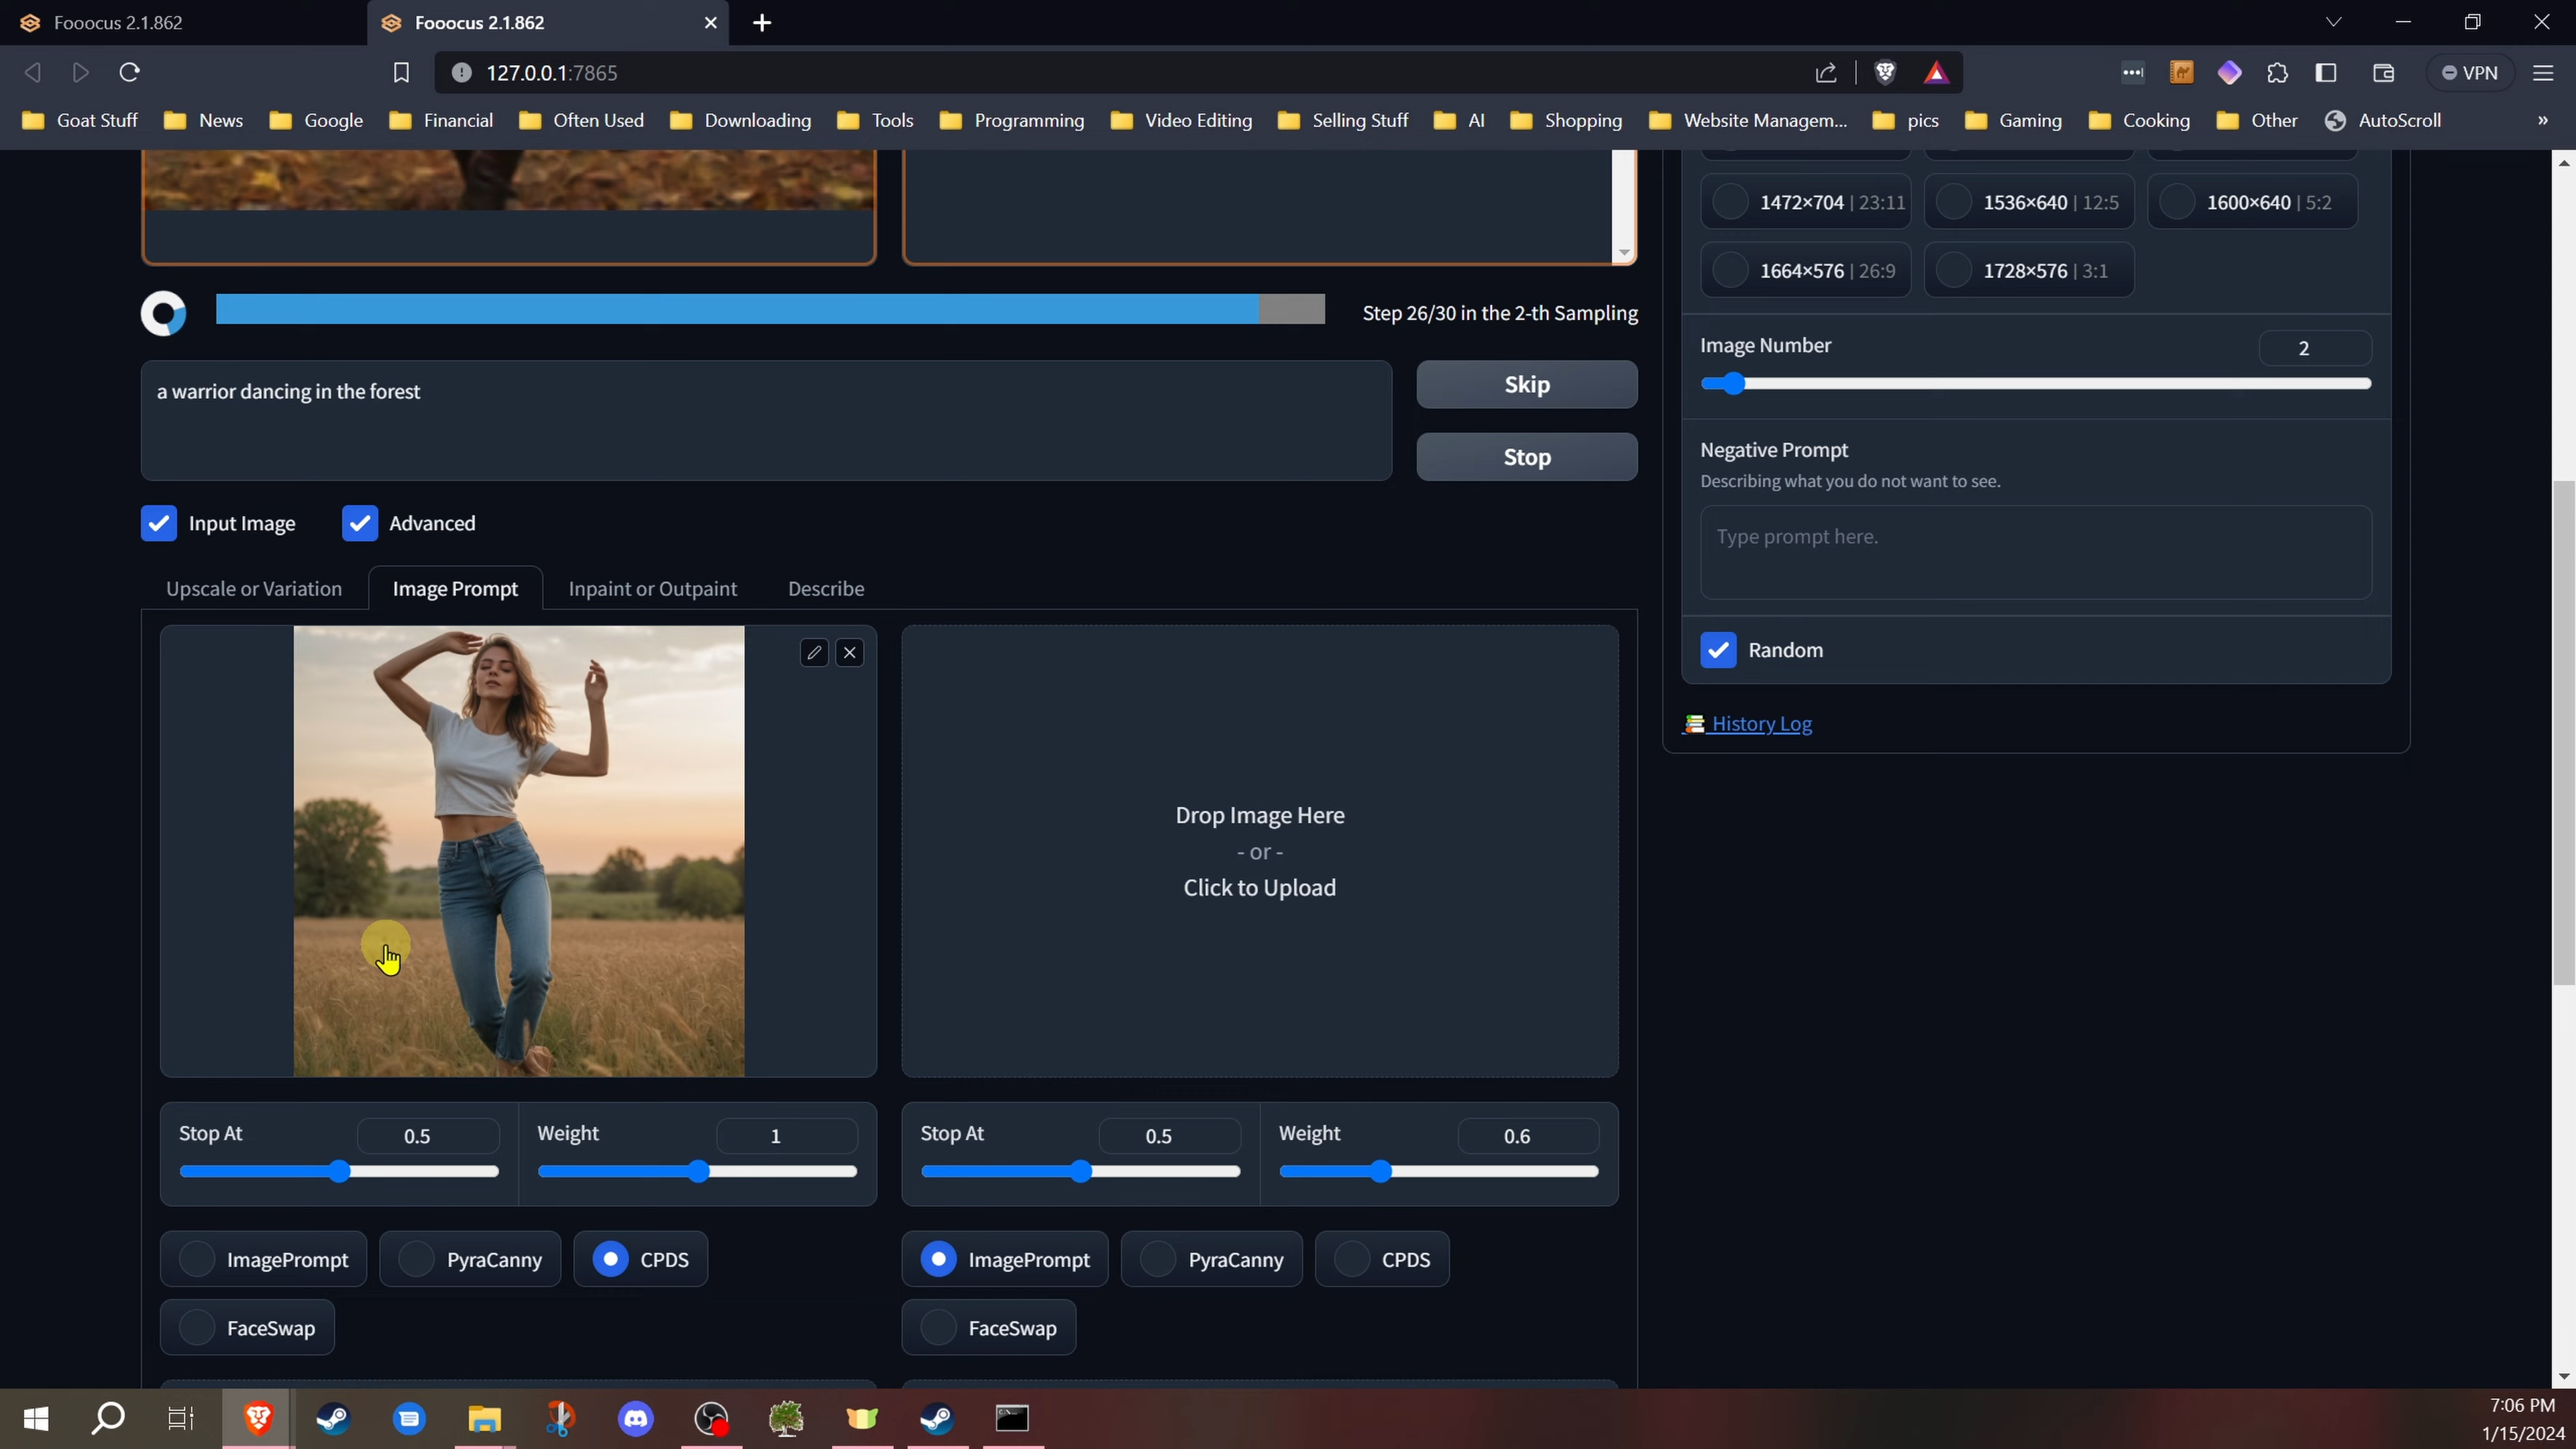 Fooocus 2.1.862
Fooocus 2.1.862
127.0.0.1:7865
VPN
Goat Stuff
News
Google
Financial
Often Used
Downloading
Tools
Programming
Video Editing
Selling Stuff
AI
Shopping
Website Managem...
pics
Gaming
Cooking
Other
AutoScroll
»
1472×704 | 23:11
1536×640 | 12:5
1600×640 | 5:2
1664×576 | 26:9
1728×576 | 3:1
Step 26/30 in the 2-th Sampling
Image Number
2
a warrior dancing in the forest
Skip
Stop
Negative Prompt
Describing what you do not want to see.
Type prompt here.
Input Image
Advanced
Upscale or Variation
Image Prompt
Inpaint or Outpaint
Describe
Random
History Log
Drop Image Here
- or -
Click to Upload
Stop At
0.5
Weight
1
Stop At
0.5
Weight
0.6
ImagePrompt
PyraCanny
CPDS
FaceSwap
ImagePrompt
PyraCanny
CPDS
FaceSwap
7:06 PM
1/15/2024